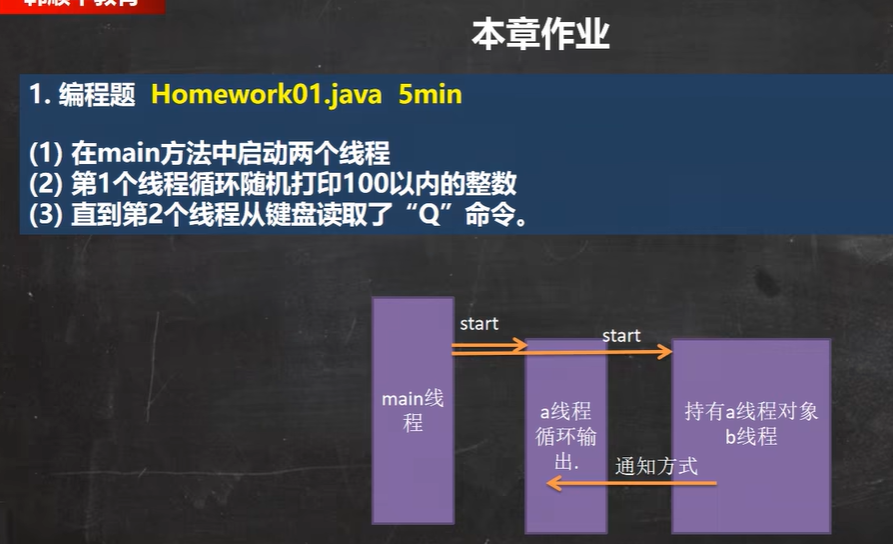 本章作业
1. 编程题 Homework01.java 5min
(1) 在main方法中启动两个线程
(2) 第1个线程循环随机打印100以内的整数
(3) 直到第2个线程从键盘读取了“Q”命令。
start
start
main线
程
a线程
循环输
出.
持有a线程对象
b线程
通知方式